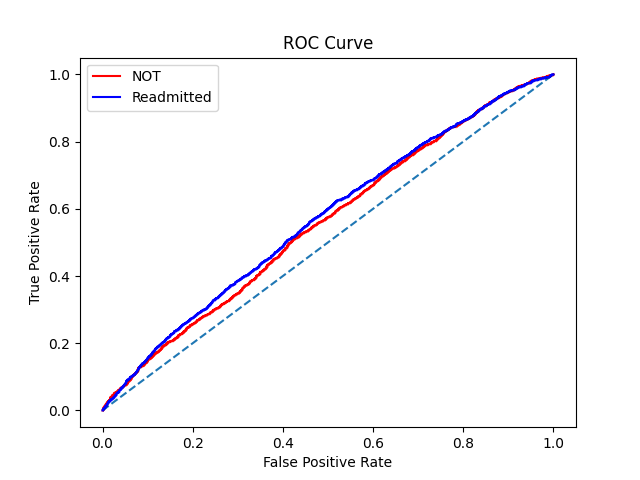 ROC Curve
NOT
Readmitted
True Positive Rate
1.0
0.8
0.6
0.4
0.2
0.0
0.0 0.2 0.4 0.6 0.8 1.0
False Positive Rate